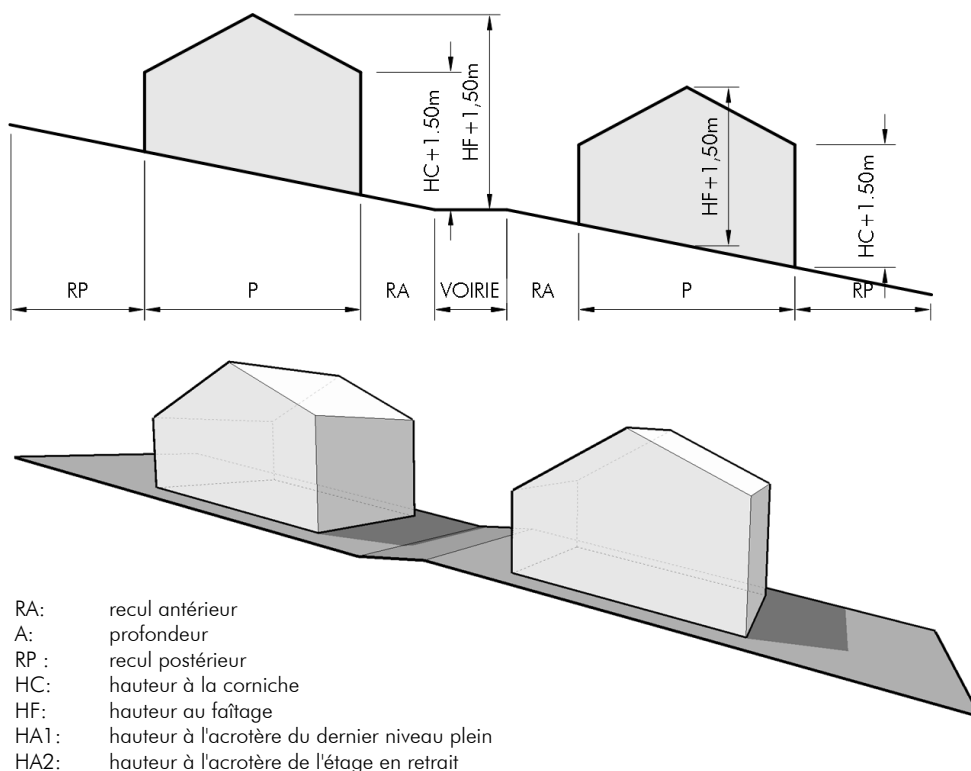 HC+1.50m
HF+1,50m
HF+1,50m
HC+1.50m
RP P RA VOIRIE RA P RP
RA: recul antérieur
A: profondeur
RP : recul postérieur
HC: hauteur à la corniche
HF: hauteur au faîtage
HA1: hauteur à l'acrotère du dernier niveau plein
HA2: hauteur à l'acrotère de l'étage en retrait